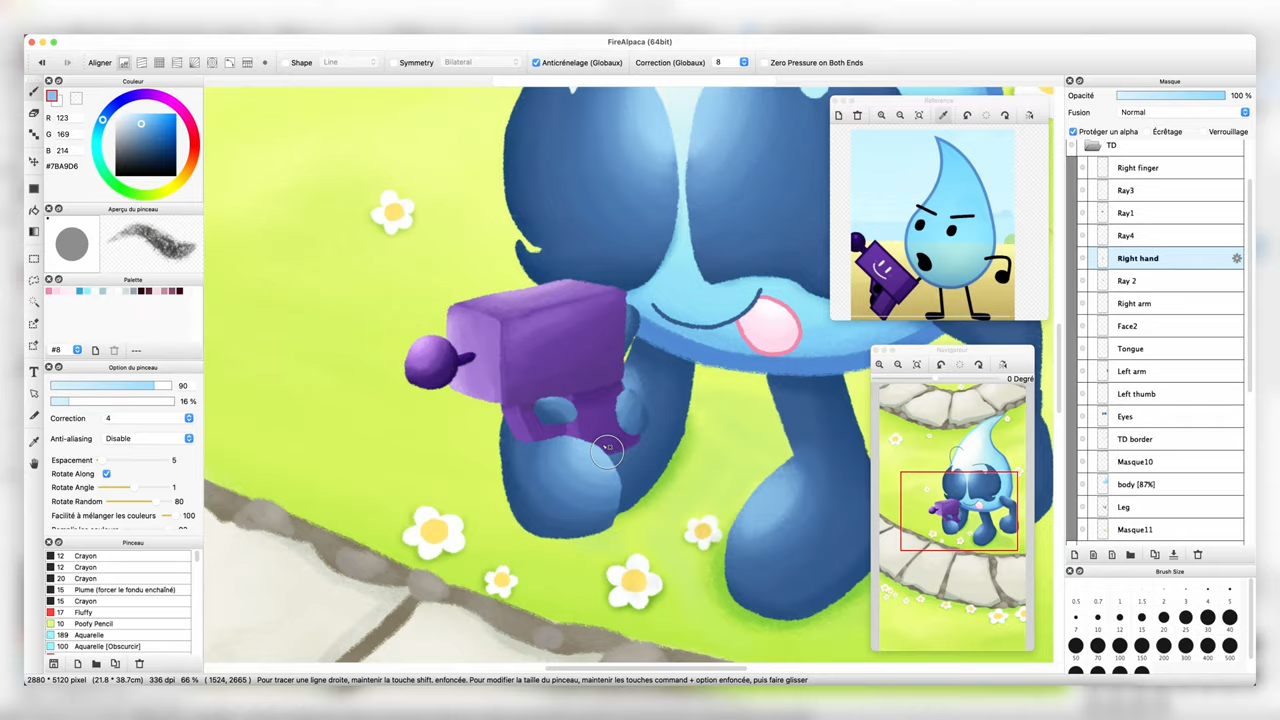 FireAlpaca (64bit)
Aligner
Shape
Line
Symmetry
Bilateral
Anticrénelage (Globaux)
Correction (Globaux)
8
Zero Pressure on Both Ends
Couleur
R 123
G 169
B 214
#7BA9D6
Aperçu du pinceau
Palette
#8
---
Option du pinceau
90
16 %
Correction
4
Anti-aliasing
Disable
Espacement
5
Rotate Along
Rotate Angle
1
Rotate Random
80
Facilité à mélanger les couleurs
100
Pinceau
12 Crayon
12 Crayon
20 Crayon
15 Plume (forcer le fondu enchaîné)
15 Crayon
17 Fluffy
10 Poofy Pencil
189 Aquarelle
100 Aquarelle [Obscurcir]
Reference
Navigateur
0 Degré
Masque
Opacité
100 %
Fusion
Normal
Protéger un alpha
Écrêtage
Verrouillage
TD
Right finger
Ray3
Ray1
Ray4
Right hand
Ray 2
Right arm
Face2
Tongue
Left arm
Left thumb
Eyes
TD border
Masque10
body [87%]
Leg
Masque11
Brush Size
0.5 0.7 1 1.5 2 3 4 5
7 10 12 15 20 25 30 40
50 70 100 150 200 300 400 500
2880 * 5120 pixel (21.8 * 38.7cm) 336 dpi 66 % ( 1524, 2665) Pour tracer une ligne droite, maintenir la touche shift. enfoncée. Pour modifier la taille du pinceau, maintenir les touches command + option enfoncée, puis faire glisser